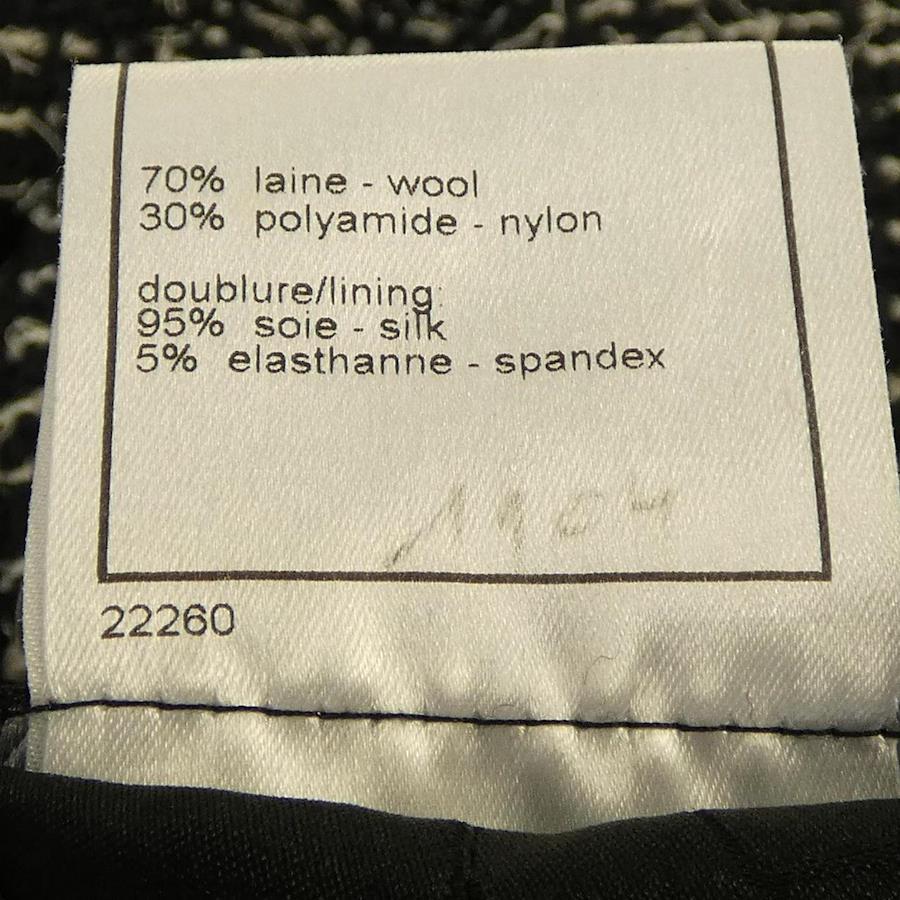 70% laine - wool
30% polyamide - nylon
doublure/lining:
95% soie - silk
5% elasthanne - spandex
22260